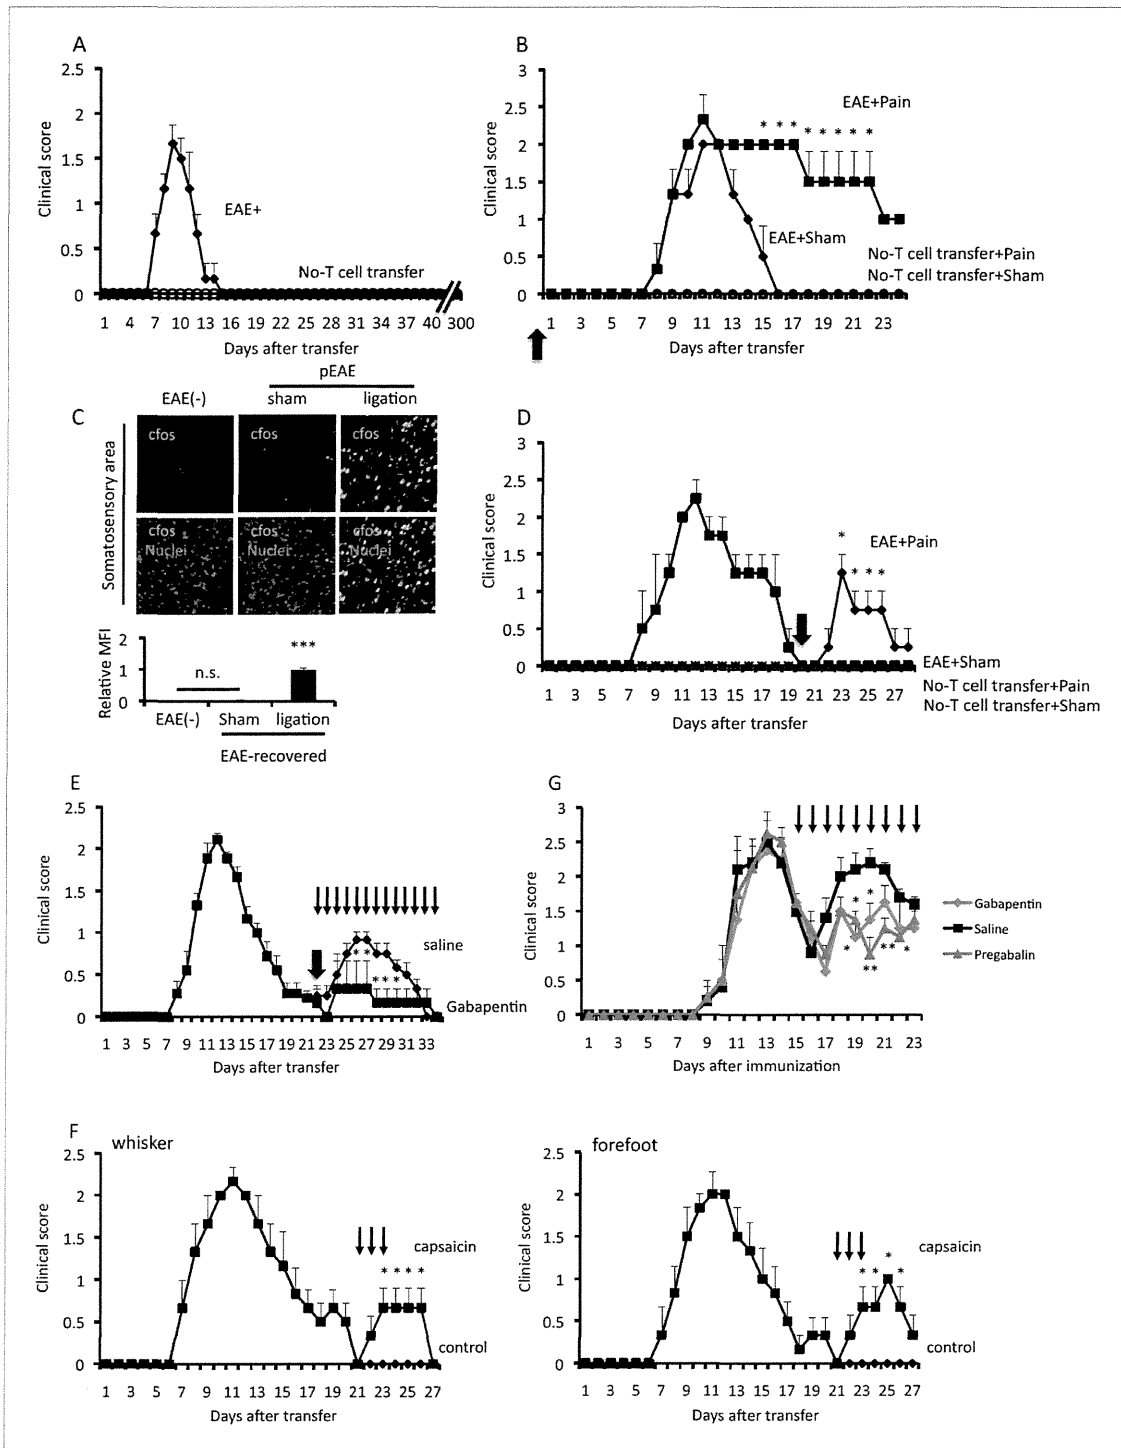 A
Clinical score
2.5
2
1.5
1
0.5
0
EAE+
No-T cell transfer
1 4 7 10 13 16 19 22 25 28 31 34 37 40 300
Days after transfer
B
Clinical score
3
2.5
2
1.5
1
0.5
0
EAE+Pain
* * * * * * * *
EAE+Sham
No-T cell transfer+Pain
No-T cell transfer+Sham
1 3 5 7 9 11 13 15 17 19 21 23
Days after transfer
C
pEAE
EAE(-) sham ligation
Somatosensory area
cfos cfos cfos
cfos cfos cfos
Nuclei Nuclei Nuclei
Relative MFI
2
1
0
n.s.
***
EAE(-) Sham ligation
EAE-recovered
D
Clinical score
3
2.5
2
1.5
1
0.5
0
EAE+Pain
*
* * *
EAE+Sham
No-T cell transfer+Pain
No-T cell transfer+Sham
1 3 5 7 9 11 13 15 17 19 21 23 25 27
Days after transfer
E
Clinical score
2.5
2
1.5
1
0.5
0
saline
* *
* * *
Gabapentin
1 3 5 7 9 11 13 15 17 19 21 23 25 27 29 31 33
Days after transfer
G
Clinical score
3
2.5
2
1.5
1
0.5
0
* *
* ** ** *
Gabapentin
Saline
Pregabalin
1 3 5 7 9 11 13 15 17 19 21 23
Days after immunization
F
whisker
Clinical score
2.5
2
1.5
1
0.5
0
capsaicin
* * * *
control
1 3 5 7 9 11 13 15 17 19 21 23 25 27
Days after transfer
forefoot
Clinical score
2.5
2
1.5
1
0.5
0
capsaicin
* * * *
control
1 3 5 7 9 11 13 15 17 19 21 23 25 27
Days after transfer